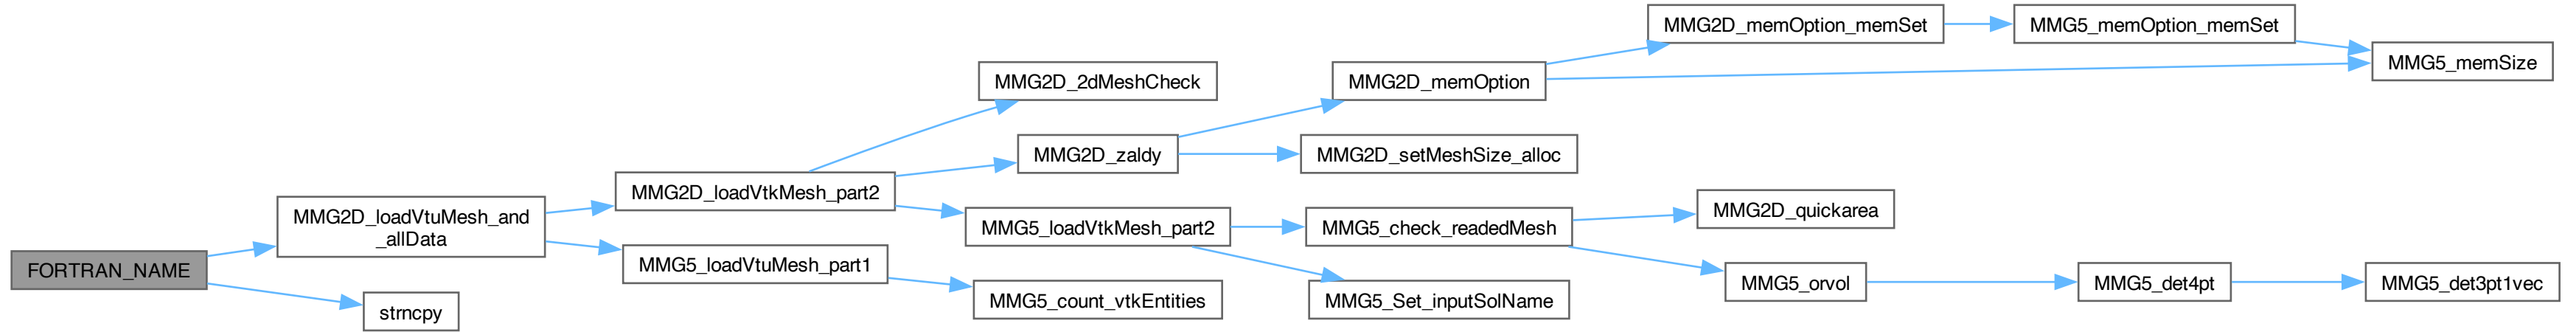 FORTRAN_NAME
MMG2D_loadVtuMesh_and
_allData
strncpy
MMG2D_loadVtkMesh_part2
MMG5_loadVtuMesh_part1
MMG2D_2dMeshCheck
MMG2D_zaldy
MMG5_loadVtkMesh_part2
MMG5_count_vtkEntities
MMG2D_memOption
MMG2D_setMeshSize_alloc
MMG5_check_readedMesh
MMG5_Set_inputSolName
MMG2D_memOption_memSet
MMG2D_quickarea
MMG5_orvol
MMG5_memOption_memSet
MMG5_det4pt
MMG5_memSize
MMG5_det3pt1vec